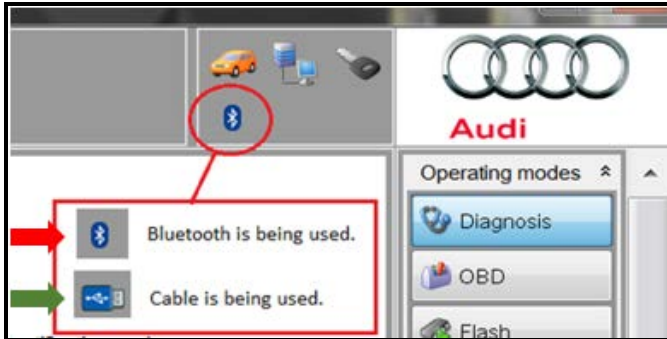 Audi
Operating modes
Diagnosis
Bluetooth is being used.
OBD
Cable is being used.
Flash